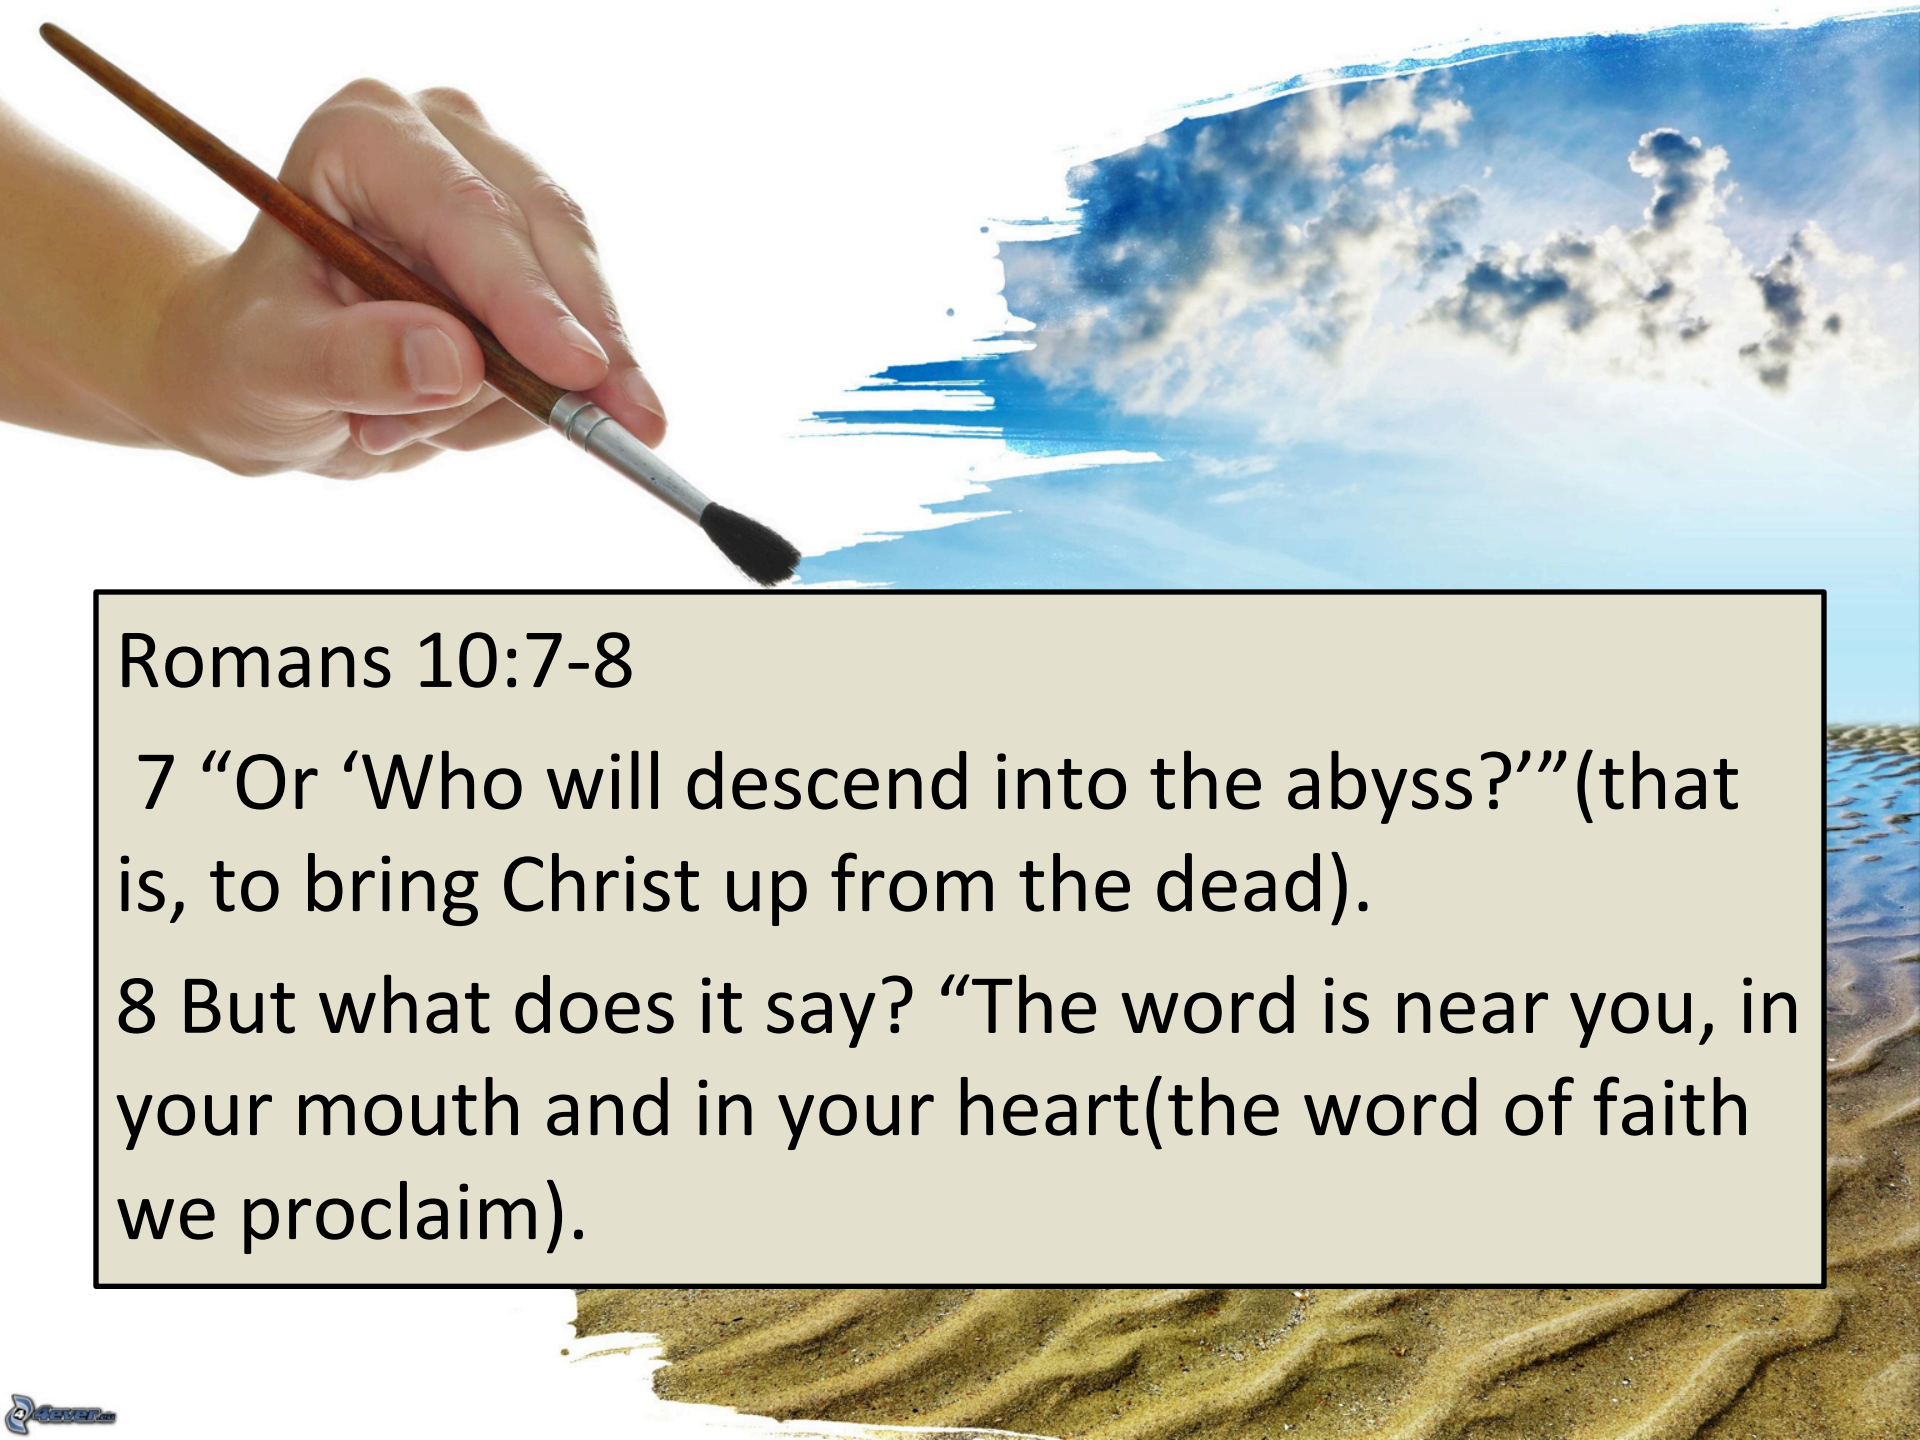 Romans 10:7-8
7 “Or ‘Who will descend into the abyss?’”(that
is, to bring Christ up from the dead).
8 But what does it say? “The word is near you, in
your mouth and in your heart(the word of faith
we proclaim).
4ever.eu